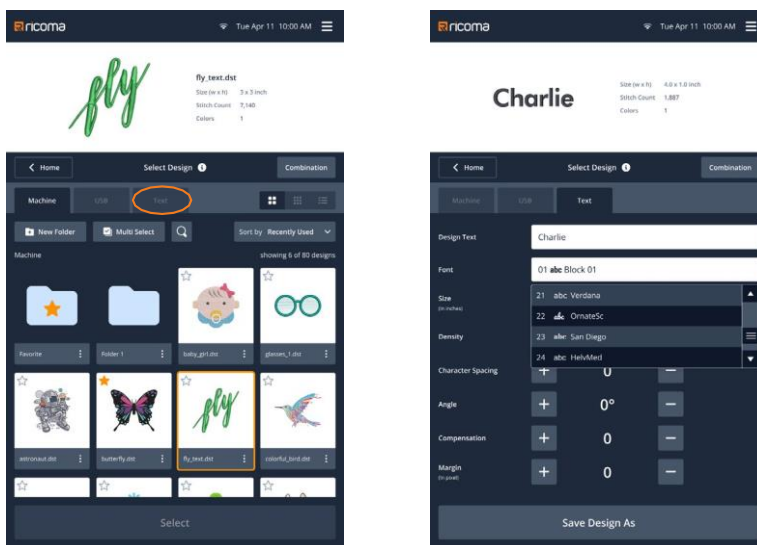 ricoma
Tue Apr 11 10:00 AM
fly
fly_text.dst
Size (w x h) 3 x 3 inch
Stitch Count 7,140
Colors 1
Home
Select Design
Combination
Machine
USB
Text
New Folder
Multi Select
Sort by Recently Used
Machine
showing 6 of 80 designs
Favorite
Folder 1
baby_girl.dst
glasses_1.dst
fly
astronaut.dst
butterfly.dst
fly_text.dst
colorful_bird.dst
Select
ricoma
Tue Apr 11 10:00 AM
Charlie
Size (w x h) 4.0 x 1.0 inch
Stitch Count 1,887
Colors 1
Home
Select Design
Combination
Machine
USB
Text
Design Text
Charlie
Font
01 abc Block 01
Size
(in inches)
21 abc Verdana
22 abc OrnateSc
Density
23 abc San Diego
24 abc HelvMed
Character Spacing
+ 0 −
Angle
+ 0° −
Compensation
+ 0 −
Margin
(in pixel)
+ 0 −
Save Design As